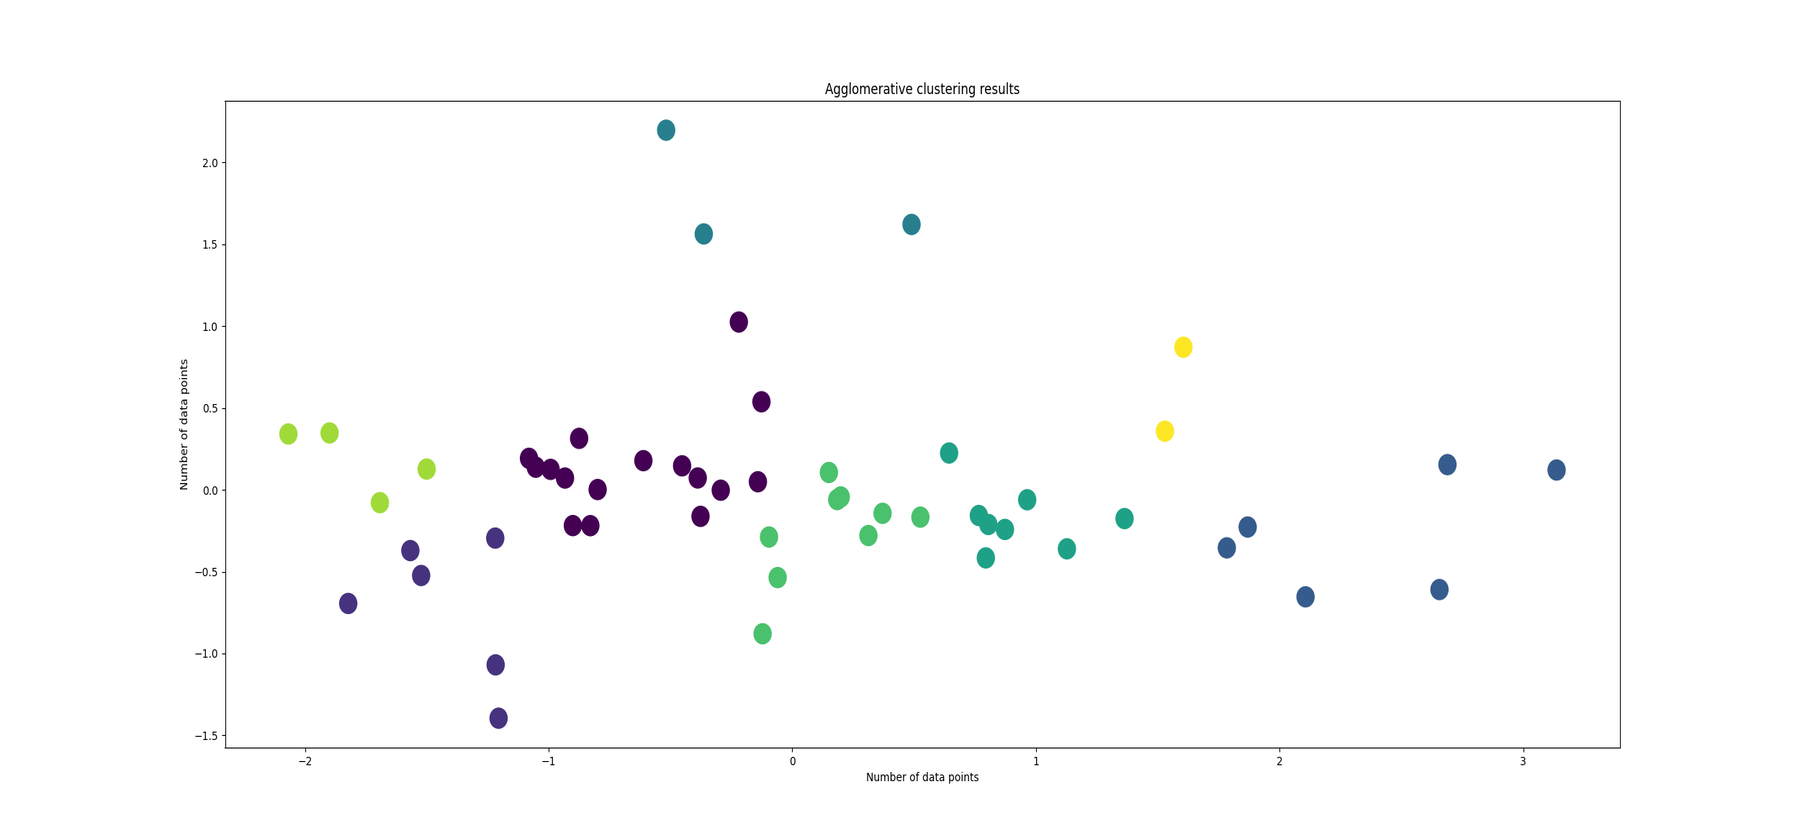 Agglomerative clustering results
2.0
1.5
1.0
0.5
0.0
−0.5
−1.0
−1.5
Number of data points
−2 −1 0 1 2 3
Number of data points